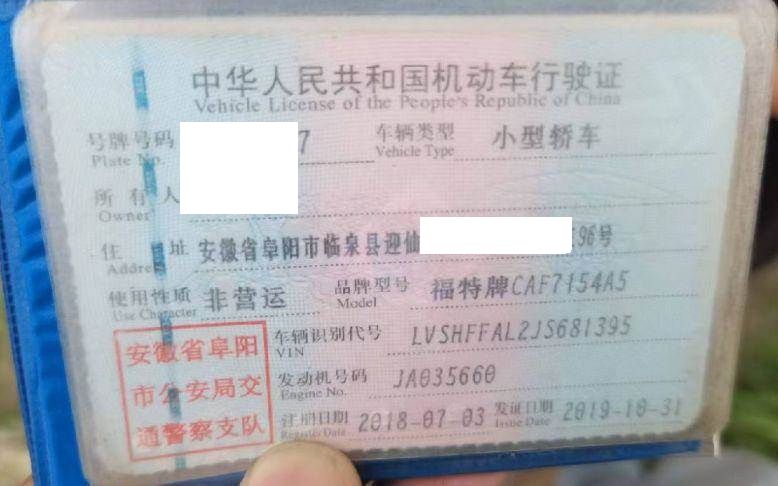 中华人民共和国机动车行驶证
Vehicle License of the People's Republic of China
号牌号码 7 车辆类型 小型轿车
Plate No. Vehicle Type
所有人
Owner
住址 安徽省阜阳市临泉县迎仙 96号
Address
使用性质 非营运 品牌型号 福特牌CAF7154A5
Use Character Model
安徽省阜阳 车辆识别代号 LVSHFFAL2JS681395
VIN
市公安局交 发动机号码 JA035660
Engine No.
通警察支队 注册日期 2018-07-03 发证日期 2019-10-31
Register Date Issue Date